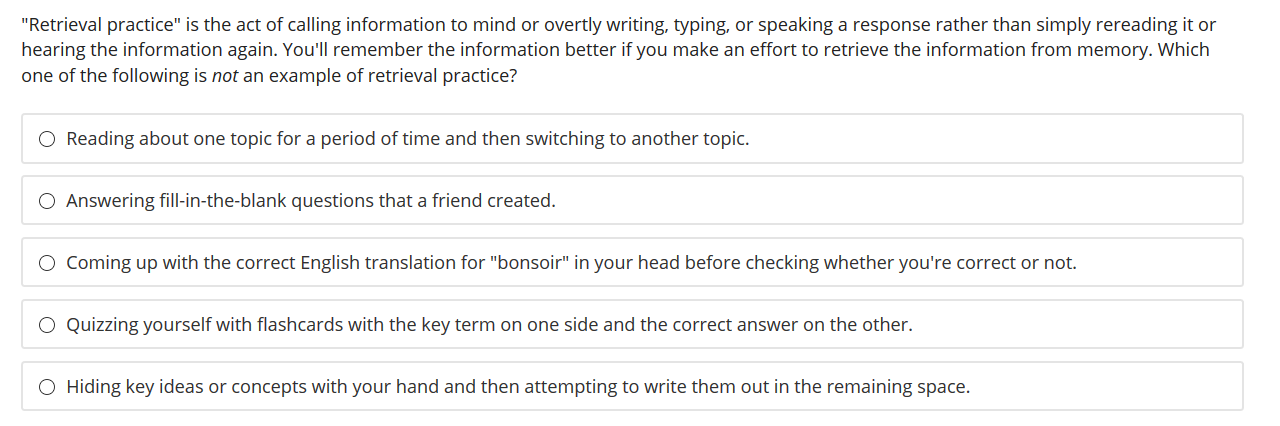 "Retrieval practice" is the act of calling information to mind or overtly writing, typing, or speaking a response rather than simply rereading it or
hearing the information again. You'll remember the information better if you make an effort to retrieve the information from memory. Which
one of the following is not an example of retrieval practice?
Reading about one topic for a period of time and then switching to another topic.
Answering fill-in-the-blank questions that a friend created.
Coming up with the correct English translation for "bonsoir" in your head before checking whether you're correct or not.
Quizzing yourself with flashcards with the key term on one side and the correct answer on the other.
Hiding key ideas or concepts with your hand and then attempting to write them out in the remaining space.